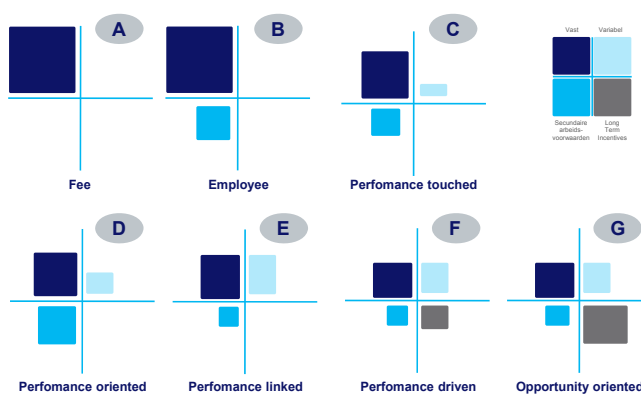 A
B
C
Vast
Variabel
Secundaire
arbeids-
voorwaarden
Long
Term
Incentives
Fee
Employee
Perfomance touched
D
E
F
G
Perfomance oriented
Perfomance linked
Perfomance driven
Opportunity oriented